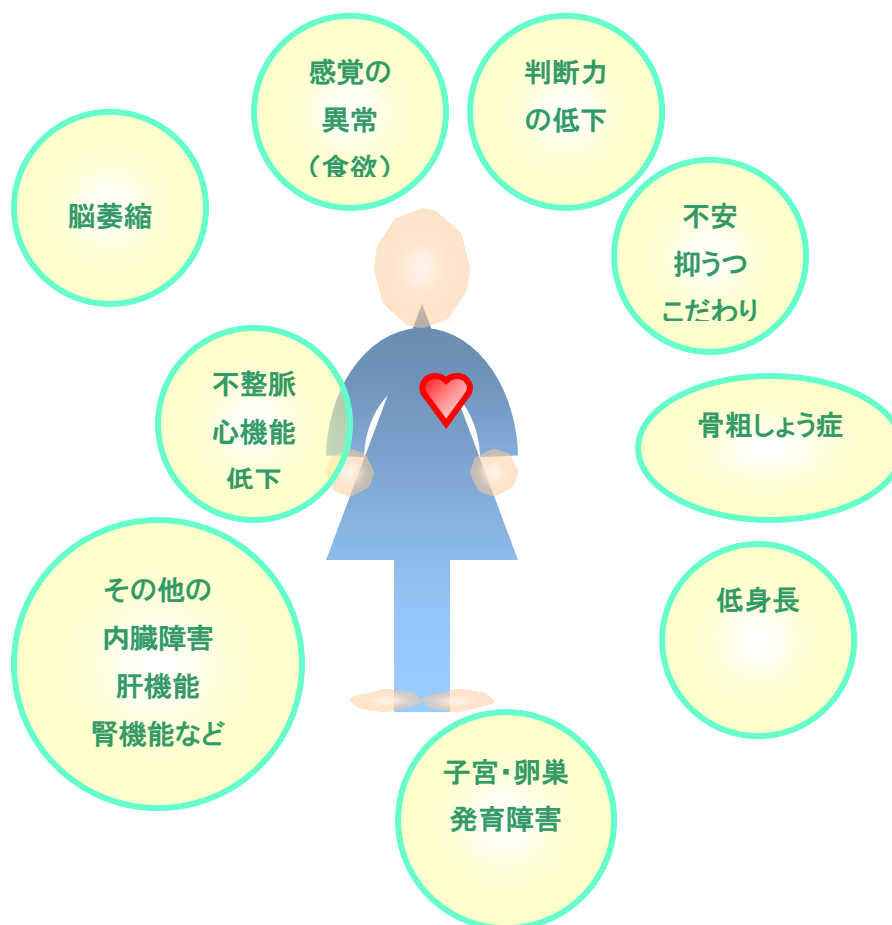 感覚の
異常
（食欲）
判断力
の低下
脳萎縮
不安
抑うつ
こだわり
不整脈
心機能
低下
骨粗しょう症
その他の
内臓障害
肝機能
腎機能など
低身長
子宮・卵巣
発育障害